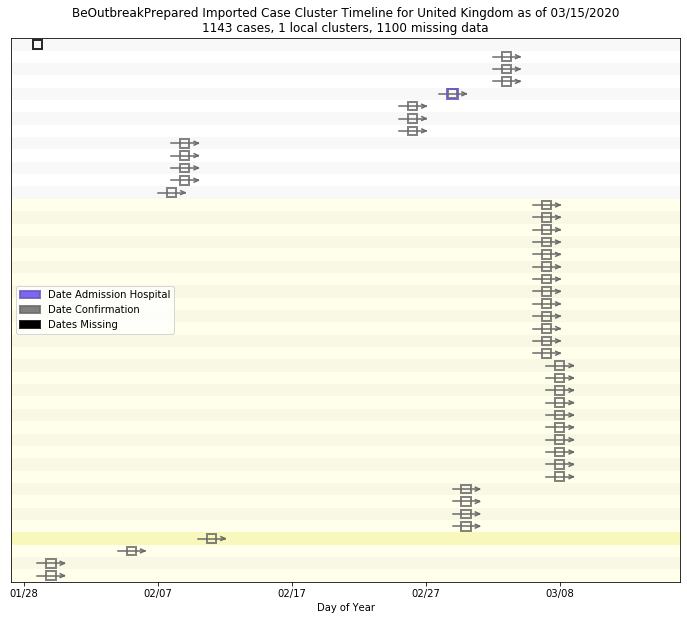 BeOutbreakPrepared Imported Case Cluster Timeline for United Kingdom as of 03/15/2020
1143 cases, 1 local clusters, 1100 missing data
Date Admission Hospital
Date Confirmation
Dates Missing
01/28 02/07 02/17 02/27 03/08
Day of Year